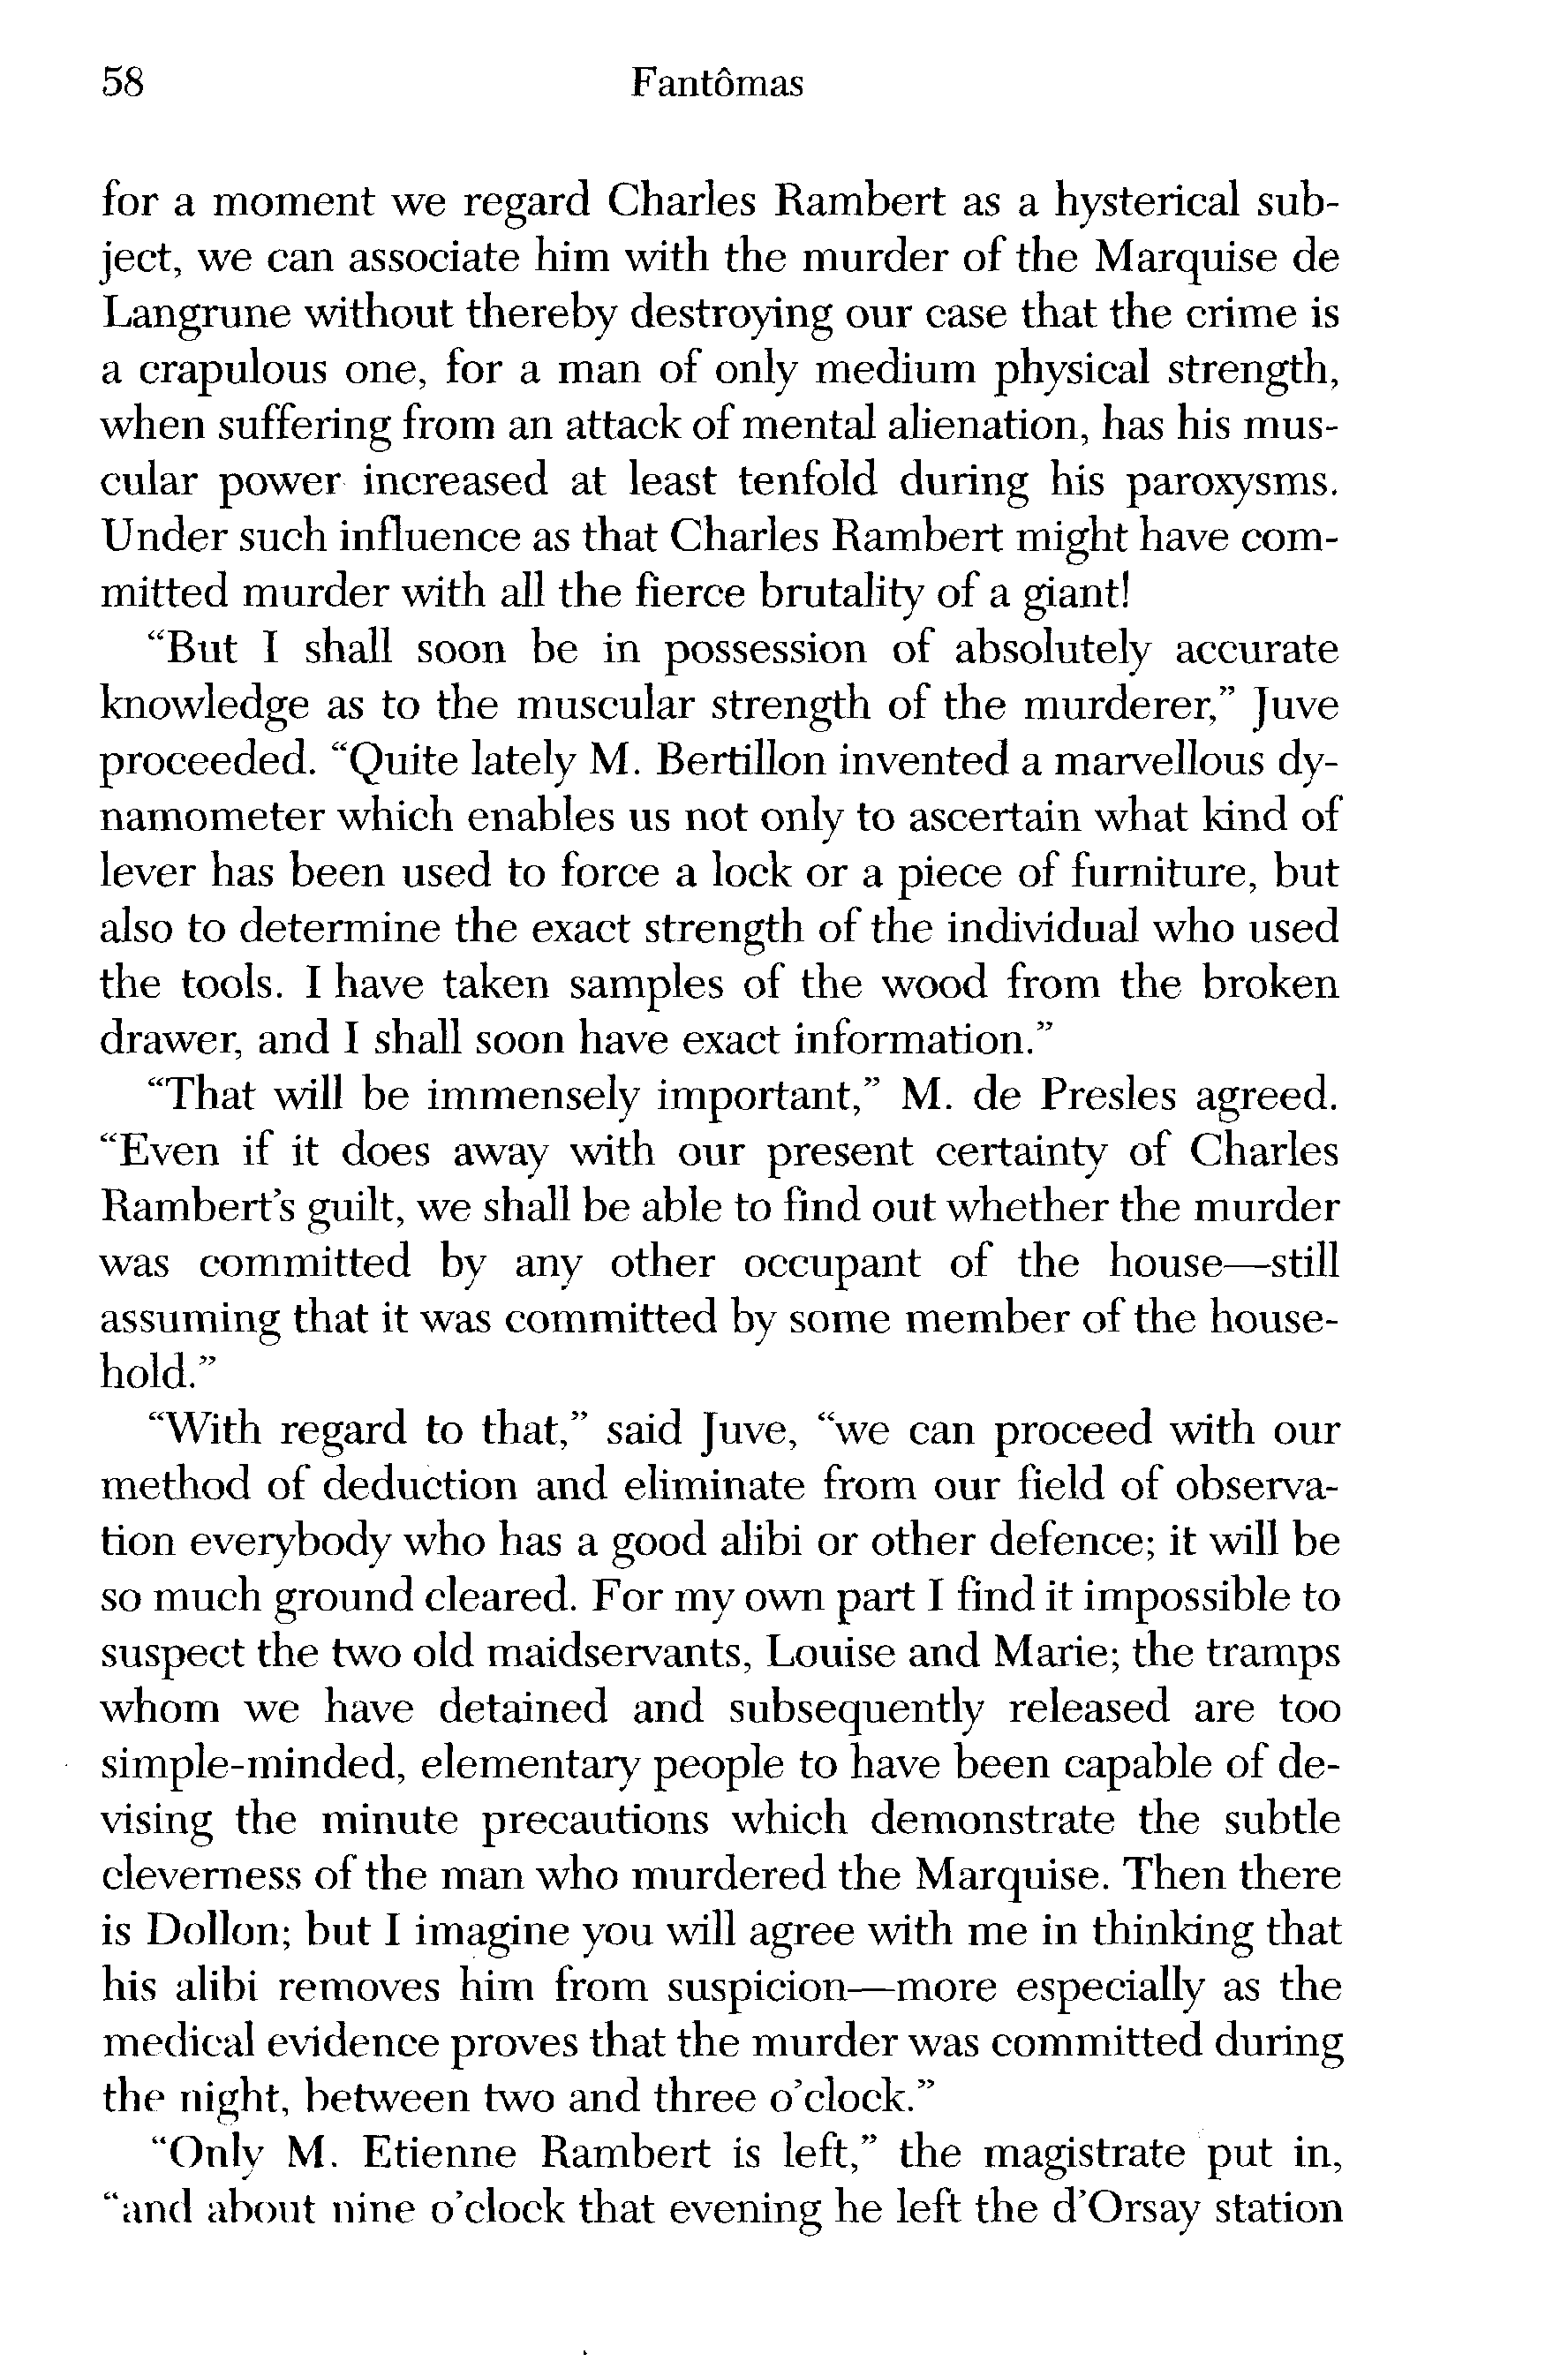 58 Fantômas
for a moment we regard Charles Rambert as a hysterical sub-
ject, we can associate him with the murder of the Marquise de
Langrune without thereby destroying our case that the crime is
a crapulous one, for a man of only medium physical strength,
when suffering from an attack of mental alienation, has his mus-
cular power increased at least tenfold during his paroxysms.
Under such influence as that Charles Rambert might have com-
mitted murder with all the fierce brutality of a giant!
“But I shall soon be in possession of absolutely accurate
knowledge as to the muscular strength of the murderer,” Juve
proceeded. “Quite lately M. Bertillon invented a marvellous dy-
namometer which enables us not only to ascertain what kind of
lever has been used to force a lock or a piece of furniture, but
also to determine the exact strength of the individual who used
the tools. I have taken samples of the wood from the broken
drawer, and I shall soon have exact information.”
“That will be immensely important,” M. de Presles agreed.
“Even if it does away with our present certainty of Charles
Rambert’s guilt, we shall be able to find out whether the murder
was committed by any other occupant of the house—still
assuming that it was committed by some member of the house-
hold.”
“With regard to that,” said Juve, “we can proceed with our
method of deduction and eliminate from our field of observa-
tion everybody who has a good alibi or other defence; it will be
so much ground cleared. For my own part I find it impossible to
suspect the two old maidservants, Louise and Marie; the tramps
whom we have detained and subsequently released are too
simple-minded, elementary people to have been capable of de-
vising the minute precautions which demonstrate the subtle
cleverness of the man who murdered the Marquise. Then there
is Dollon; but I imagine you will agree with me in thinking that
his alibi removes him from suspicion—more especially as the
medical evidence proves that the murder was committed during
the night, between two and three o’clock.”
“Only M. Etienne Rambert is left,” the magistrate put in,
“and about nine o’clock that evening he left the d’Orsay station